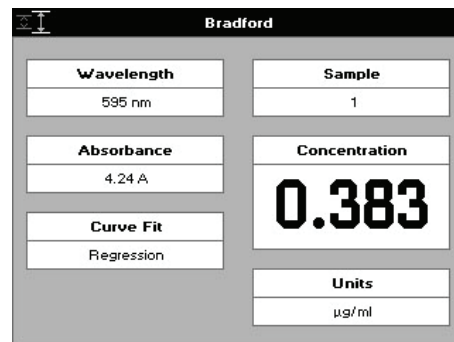 Bradford
Wavelength
595 nm
Sample
1
Absorbance
4.24 A
Concentration
0.383
Curve Fit
Regression
Units
µg/ml